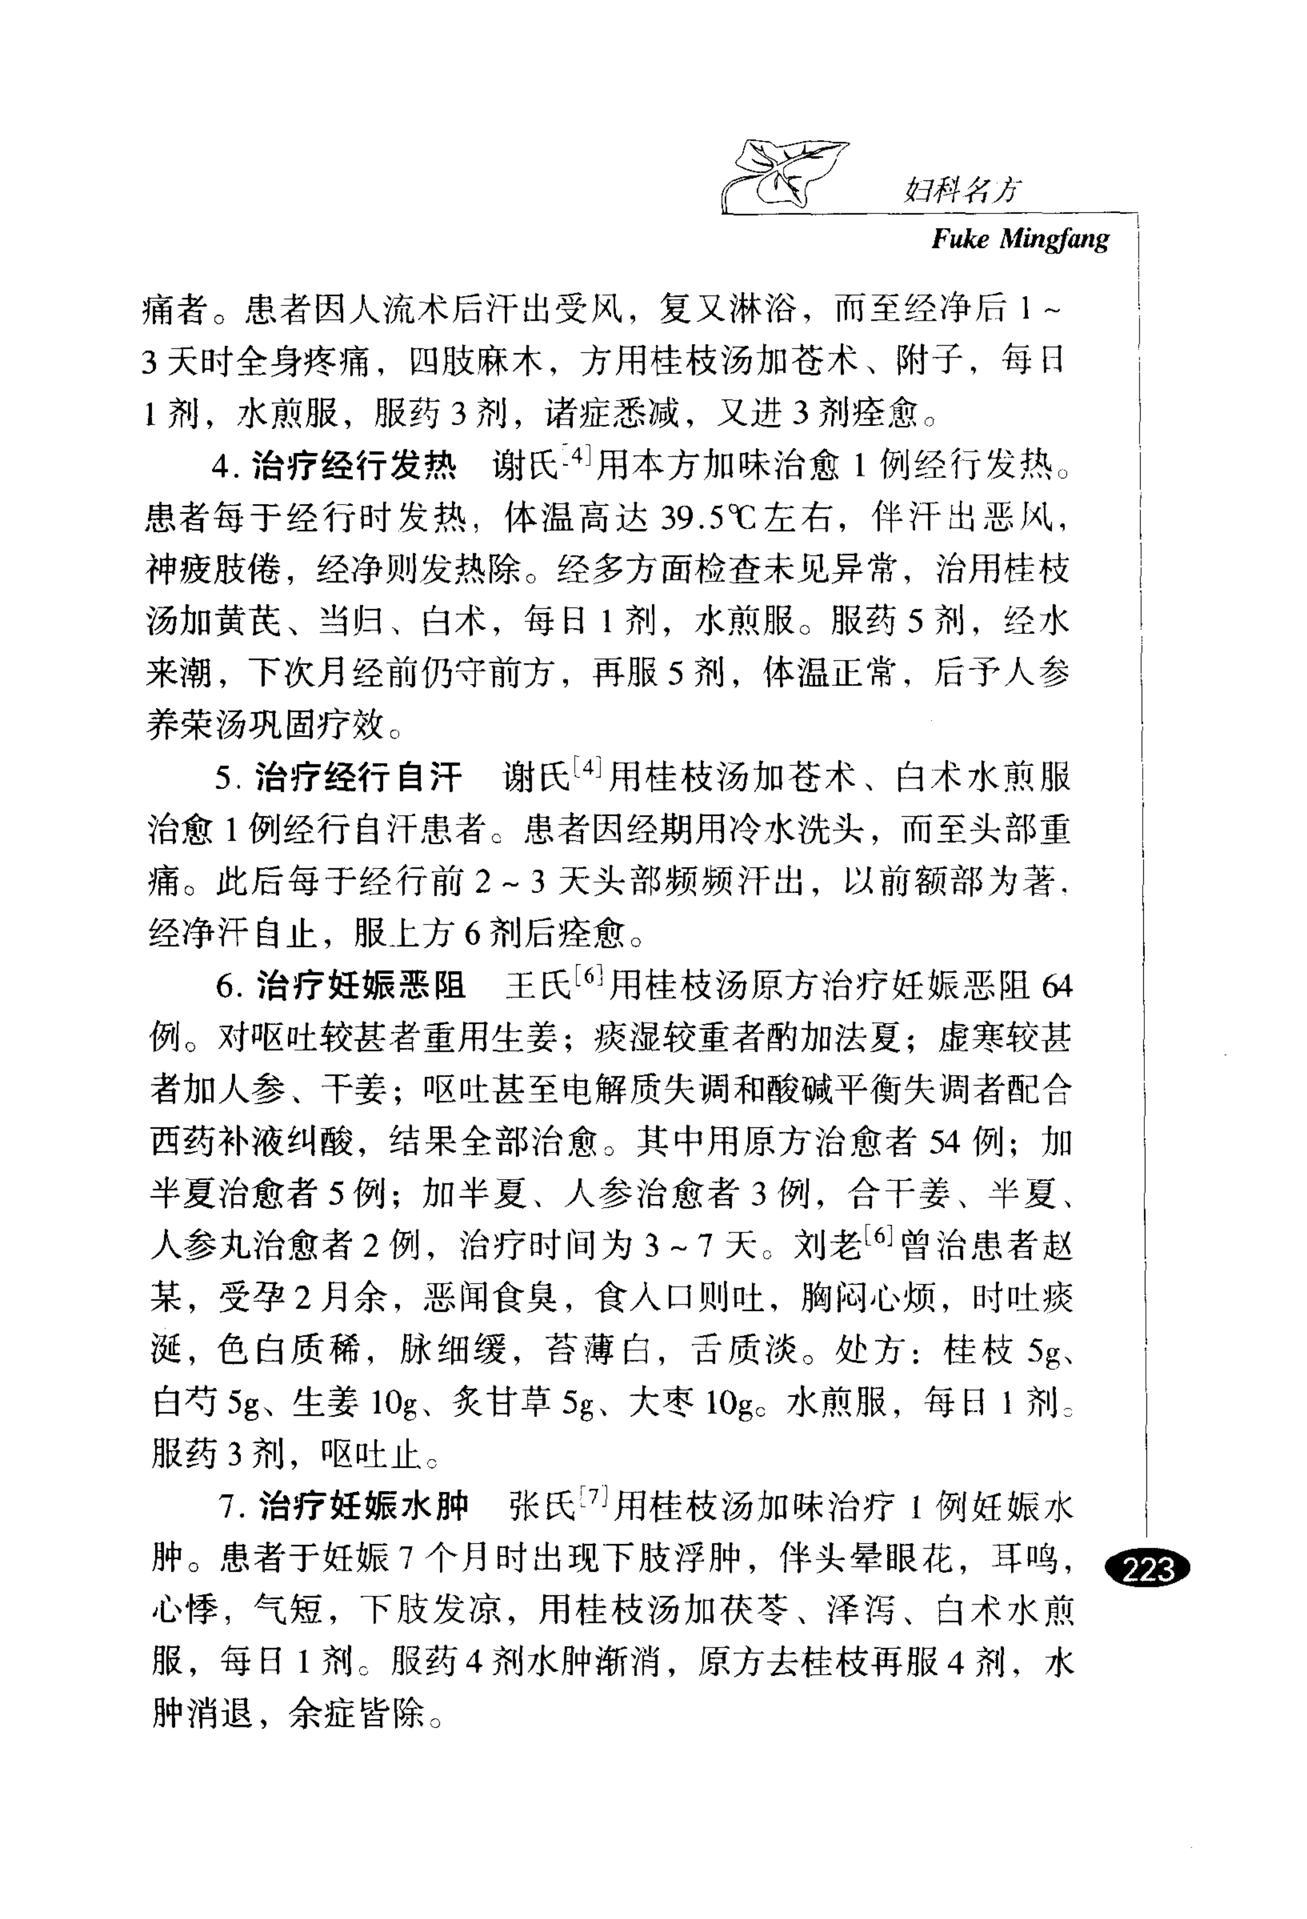 妇科名方
Fuke Mingfang
痛者。患者因人流术后汗出受风，复又淋浴，而至经净后 1～
3 天时全身疼痛，四肢麻木，方用桂枝汤加苍术、附子，每日
1 剂，水煎服，服药 3 剂，诸症悉减，又进 3 剂痊愈。
4. 治疗经行发热 谢氏[4]用本方加味治愈 1 例经行发热。
患者每于经行时发热，体温高达 39.5℃左右，伴汗出恶风，
神疲肢倦，经净则发热除。经多方面检查未见异常，治用桂枝
汤加黄芪、当归、白术，每日 1 剂，水煎服。服药 5 剂，经水
来潮，下次月经前仍守前方，再服 5 剂，体温正常，后予人参
养荣汤巩固疗效。
5. 治疗经行自汗 谢氏[4]用桂枝汤加苍术、白术水煎服
治愈 1 例经行自汗患者。患者因经期用冷水洗头，而至头部重
痛。此后每于经行前 2～3 天头部频频汗出，以前额部为著，
经净汗自止，服上方 6 剂后痊愈。
6. 治疗妊娠恶阻 王氏[6]用桂枝汤原方治疗妊娠恶阻 64
例。对呕吐较甚者重用生姜；痰湿较重者酌加法夏；虚寒较甚
者加人参、干姜；呕吐甚至电解质失调和酸碱平衡失调者配合
西药补液纠酸，结果全部治愈。其中用原方治愈者 54 例；加
半夏治愈者 5 例；加半夏、人参治愈者 3 例，合干姜、半夏、
人参丸治愈者 2 例，治疗时间为 3～7 天。刘老[6]曾治患者赵
某，受孕 2 月余，恶闻食臭，食入口则吐，胸闷心烦，时吐痰
涎，色白质稀，脉细缓，苔薄白，舌质淡。处方：桂枝 5g、
白芍 5g、生姜 10g、炙甘草 5g、大枣 10g。水煎服，每日 1 剂。
服药 3 剂，呕吐止。
7. 治疗妊娠水肿 张氏[7]用桂枝汤加味治疗 1 例妊娠水
肿。患者于妊娠 7 个月时出现下肢浮肿，伴头晕眼花，耳鸣，
心悸，气短，下肢发凉，用桂枝汤加茯苓、泽泻、白术水煎
服，每日 1 剂。服药 4 剂水肿渐消，原方去桂枝再服 4 剂，水
肿消退，余症皆除。
223